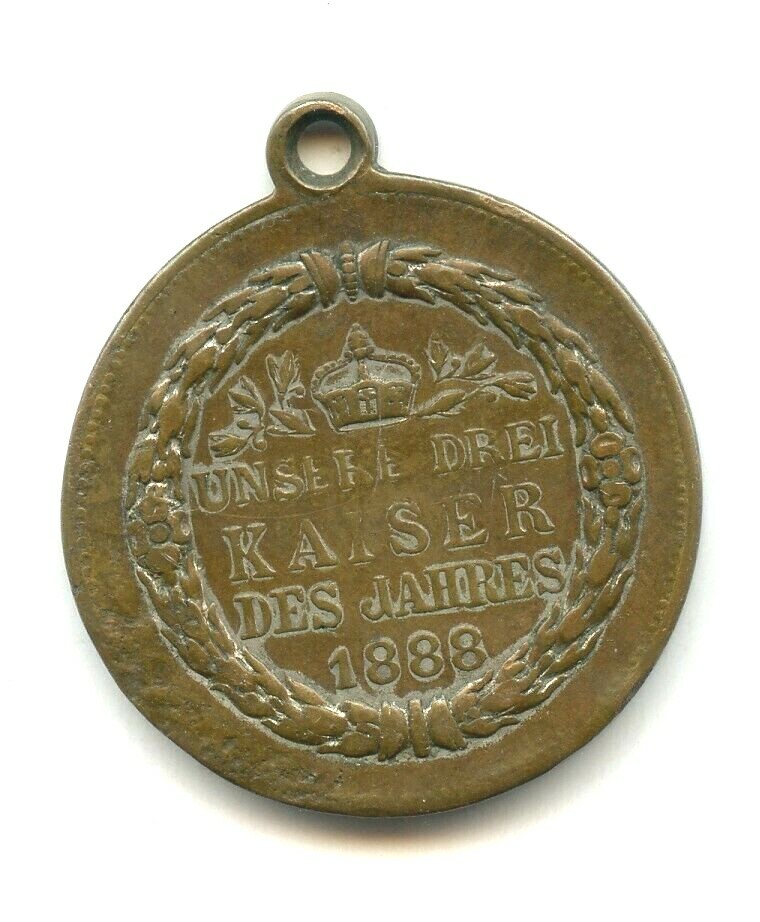 UNSERE DREI
KAISER
DES JAHRES
1888